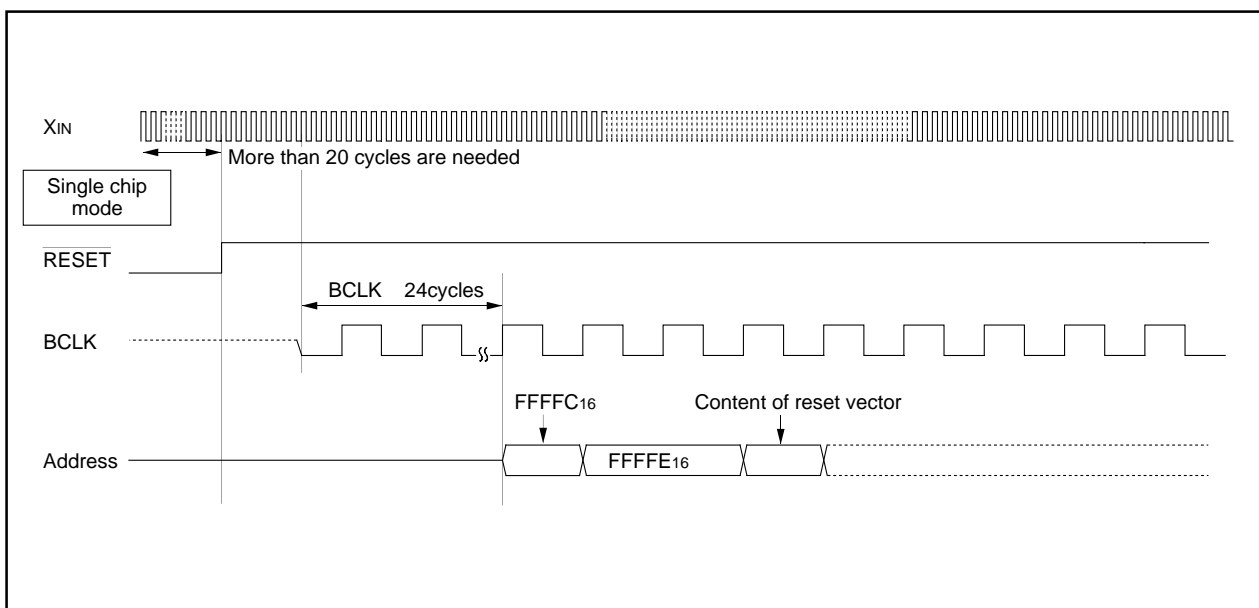 XIN
More than 20 cycles are needed
Single chip
mode
RESET
BCLK 24cycles
BCLK
FFFFC16
Content of reset vector
Address
FFFFE16